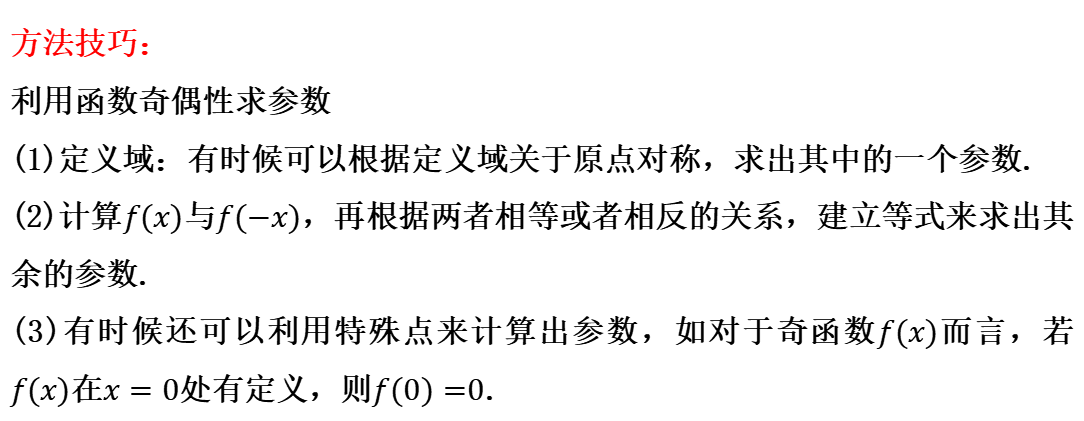 方法技巧：
利用函数奇偶性求参数
(1)定义域：有时候可以根据定义域关于原点对称，求出其中的一个参数.
(2)计算f(x)与f(−x)，再根据两者相等或者相反的关系，建立等式来求出其
余的参数.
(3)有时候还可以利用特殊点来计算出参数，如对于奇函数f(x)而言，若
f(x)在x = 0处有定义，则f(0) =0.